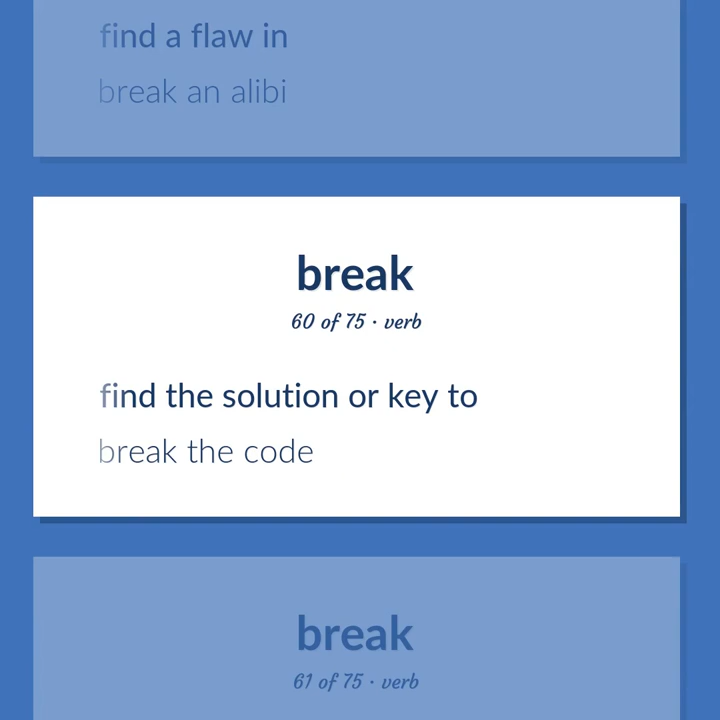 find a flaw in
break an alibi
break
60 of 75 · verb
find the solution or key to
break the code
break
61 of 75 · verb